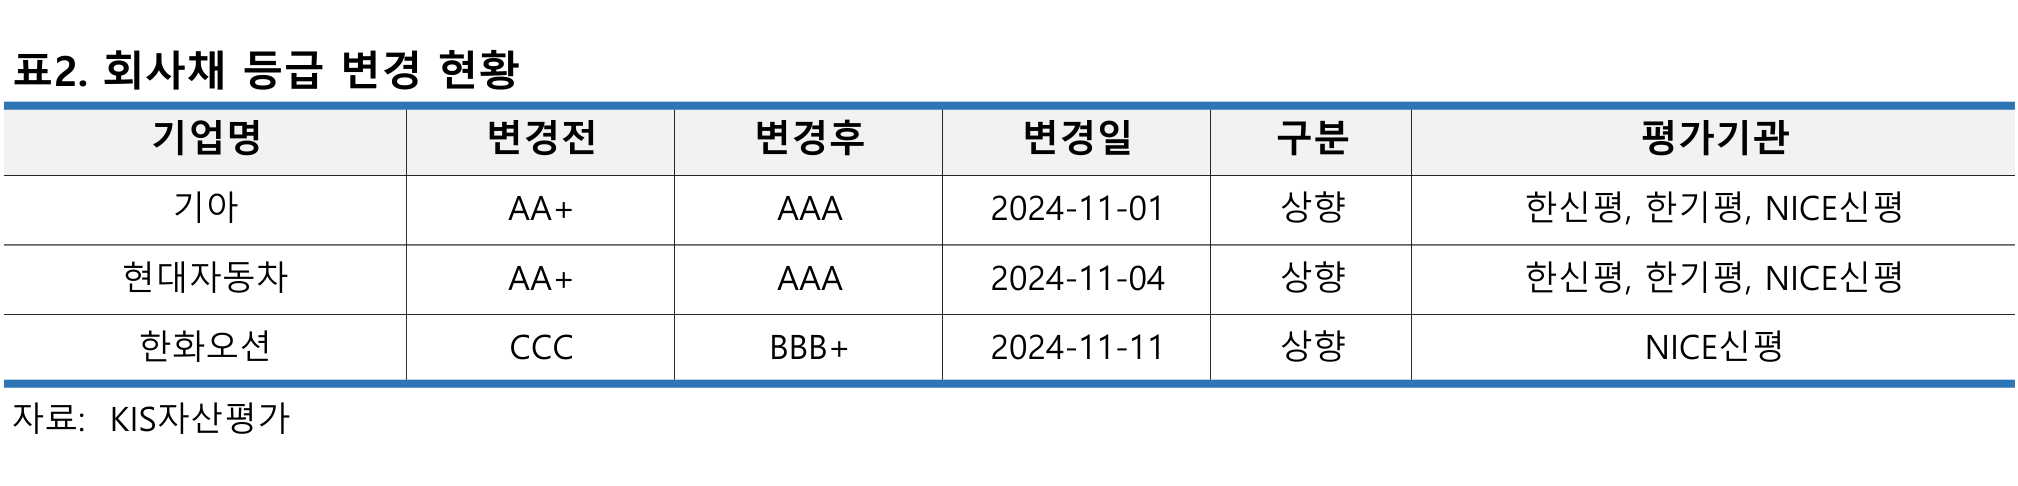 표2. 회사채 등급 변경 현황
기업명 변경전 변경후 변경일 구분 평가기관
기아 AA+ AAA 2024-11-01 상향 한신평, 한기평, NICE신평
현대자동차 AA+ AAA 2024-11-04 상향 한신평, 한기평, NICE신평
한화오션 CCC BBB+ 2024-11-11 상향 NICE신평
자료: KIS자산평가